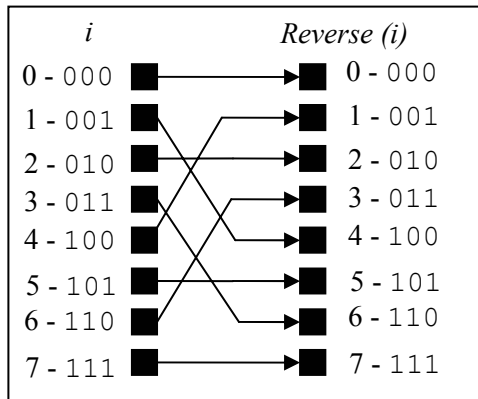 i Reverse (i)
0 - 000 0 - 000
1 - 001 1 - 001
2 - 010 2 - 010
3 - 011 3 - 011
4 - 100 4 - 100
5 - 101 5 - 101
6 - 110 6 - 110
7 - 111 7 - 111